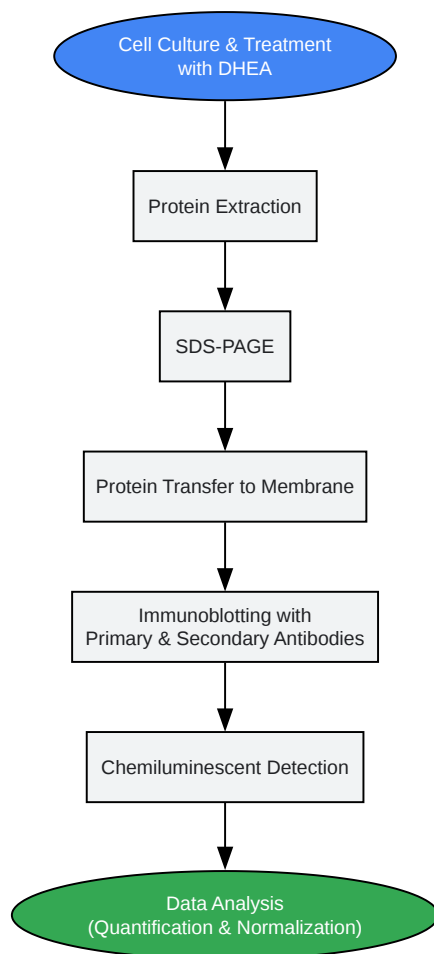 Cell Culture & Treatment
with DHEA
Protein Extraction
SDS-PAGE
Protein Transfer to Membrane
Immunoblotting with
Primary & Secondary Antibodies
Chemiluminescent Detection
Data Analysis
(Quantification & Normalization)